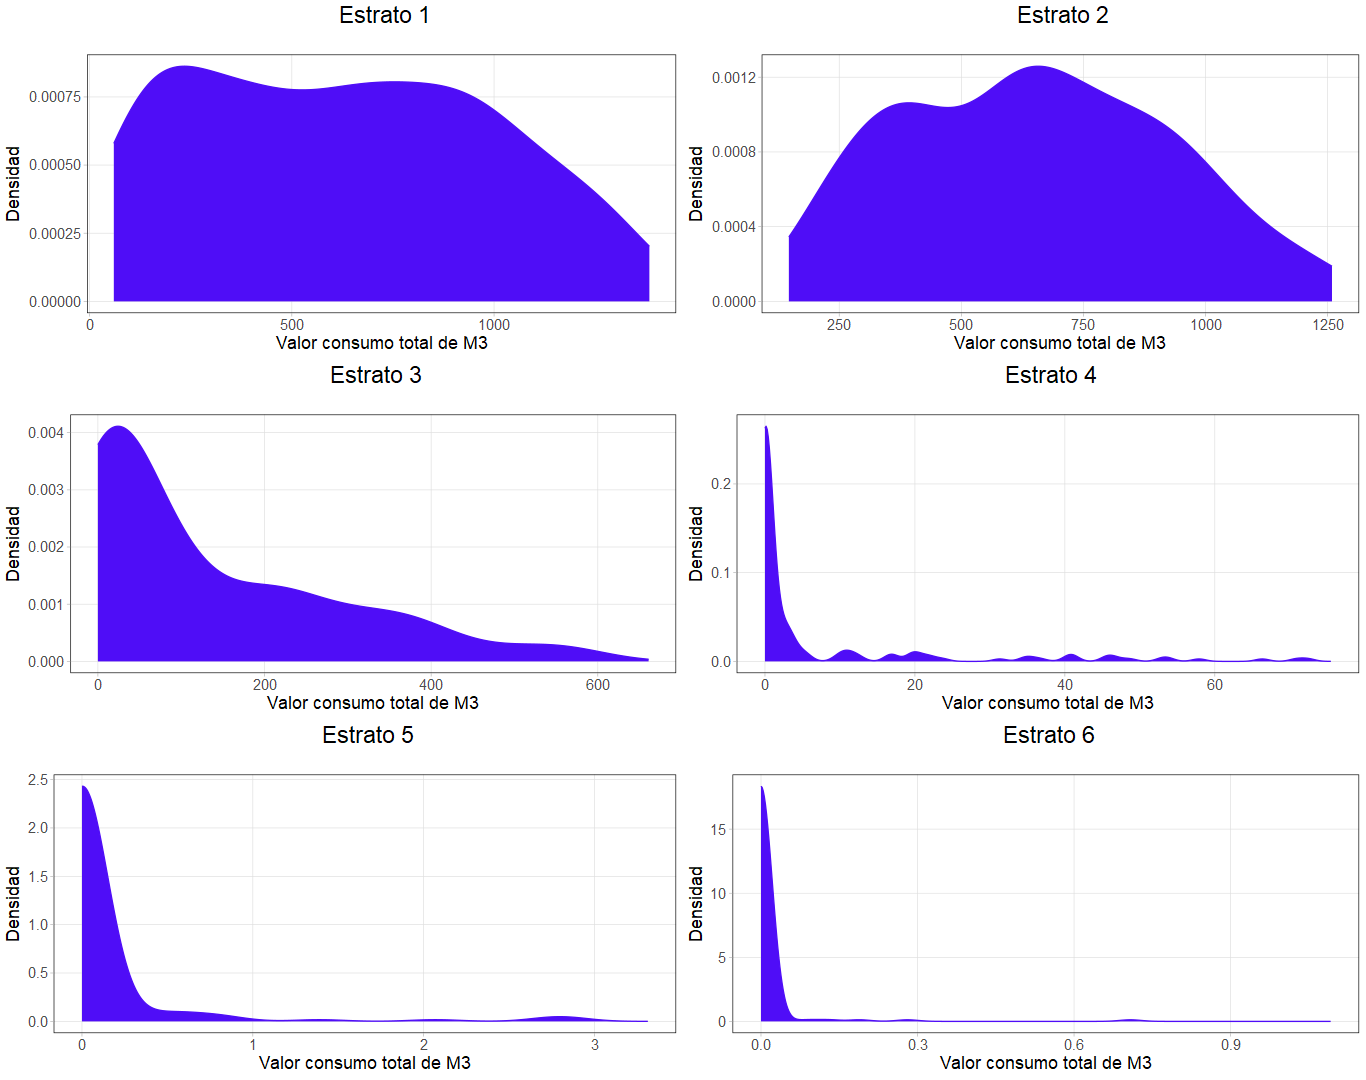 Estrato 1
Densidad
0.00075
0.00050
0.00025
0.00000
0
500
1000
Valor consumo total de M3
Estrato 2
Densidad
0.0012
0.0008
0.0004
0.0000
250
500
750
1000
1250
Valor consumo total de M3
Estrato 3
Densidad
0.004
0.003
0.002
0.001
0.000
0
200
400
600
Valor consumo total de M3
Estrato 4
Densidad
0.2
0.1
0.0
0
20
40
60
Valor consumo total de M3
Estrato 5
Densidad
2.5
2.0
1.5
1.0
0.5
0.0
0
1
2
3
Valor consumo total de M3
Estrato 6
Densidad
15
10
5
0
0.0
0.3
0.6
0.9
Valor consumo total de M3